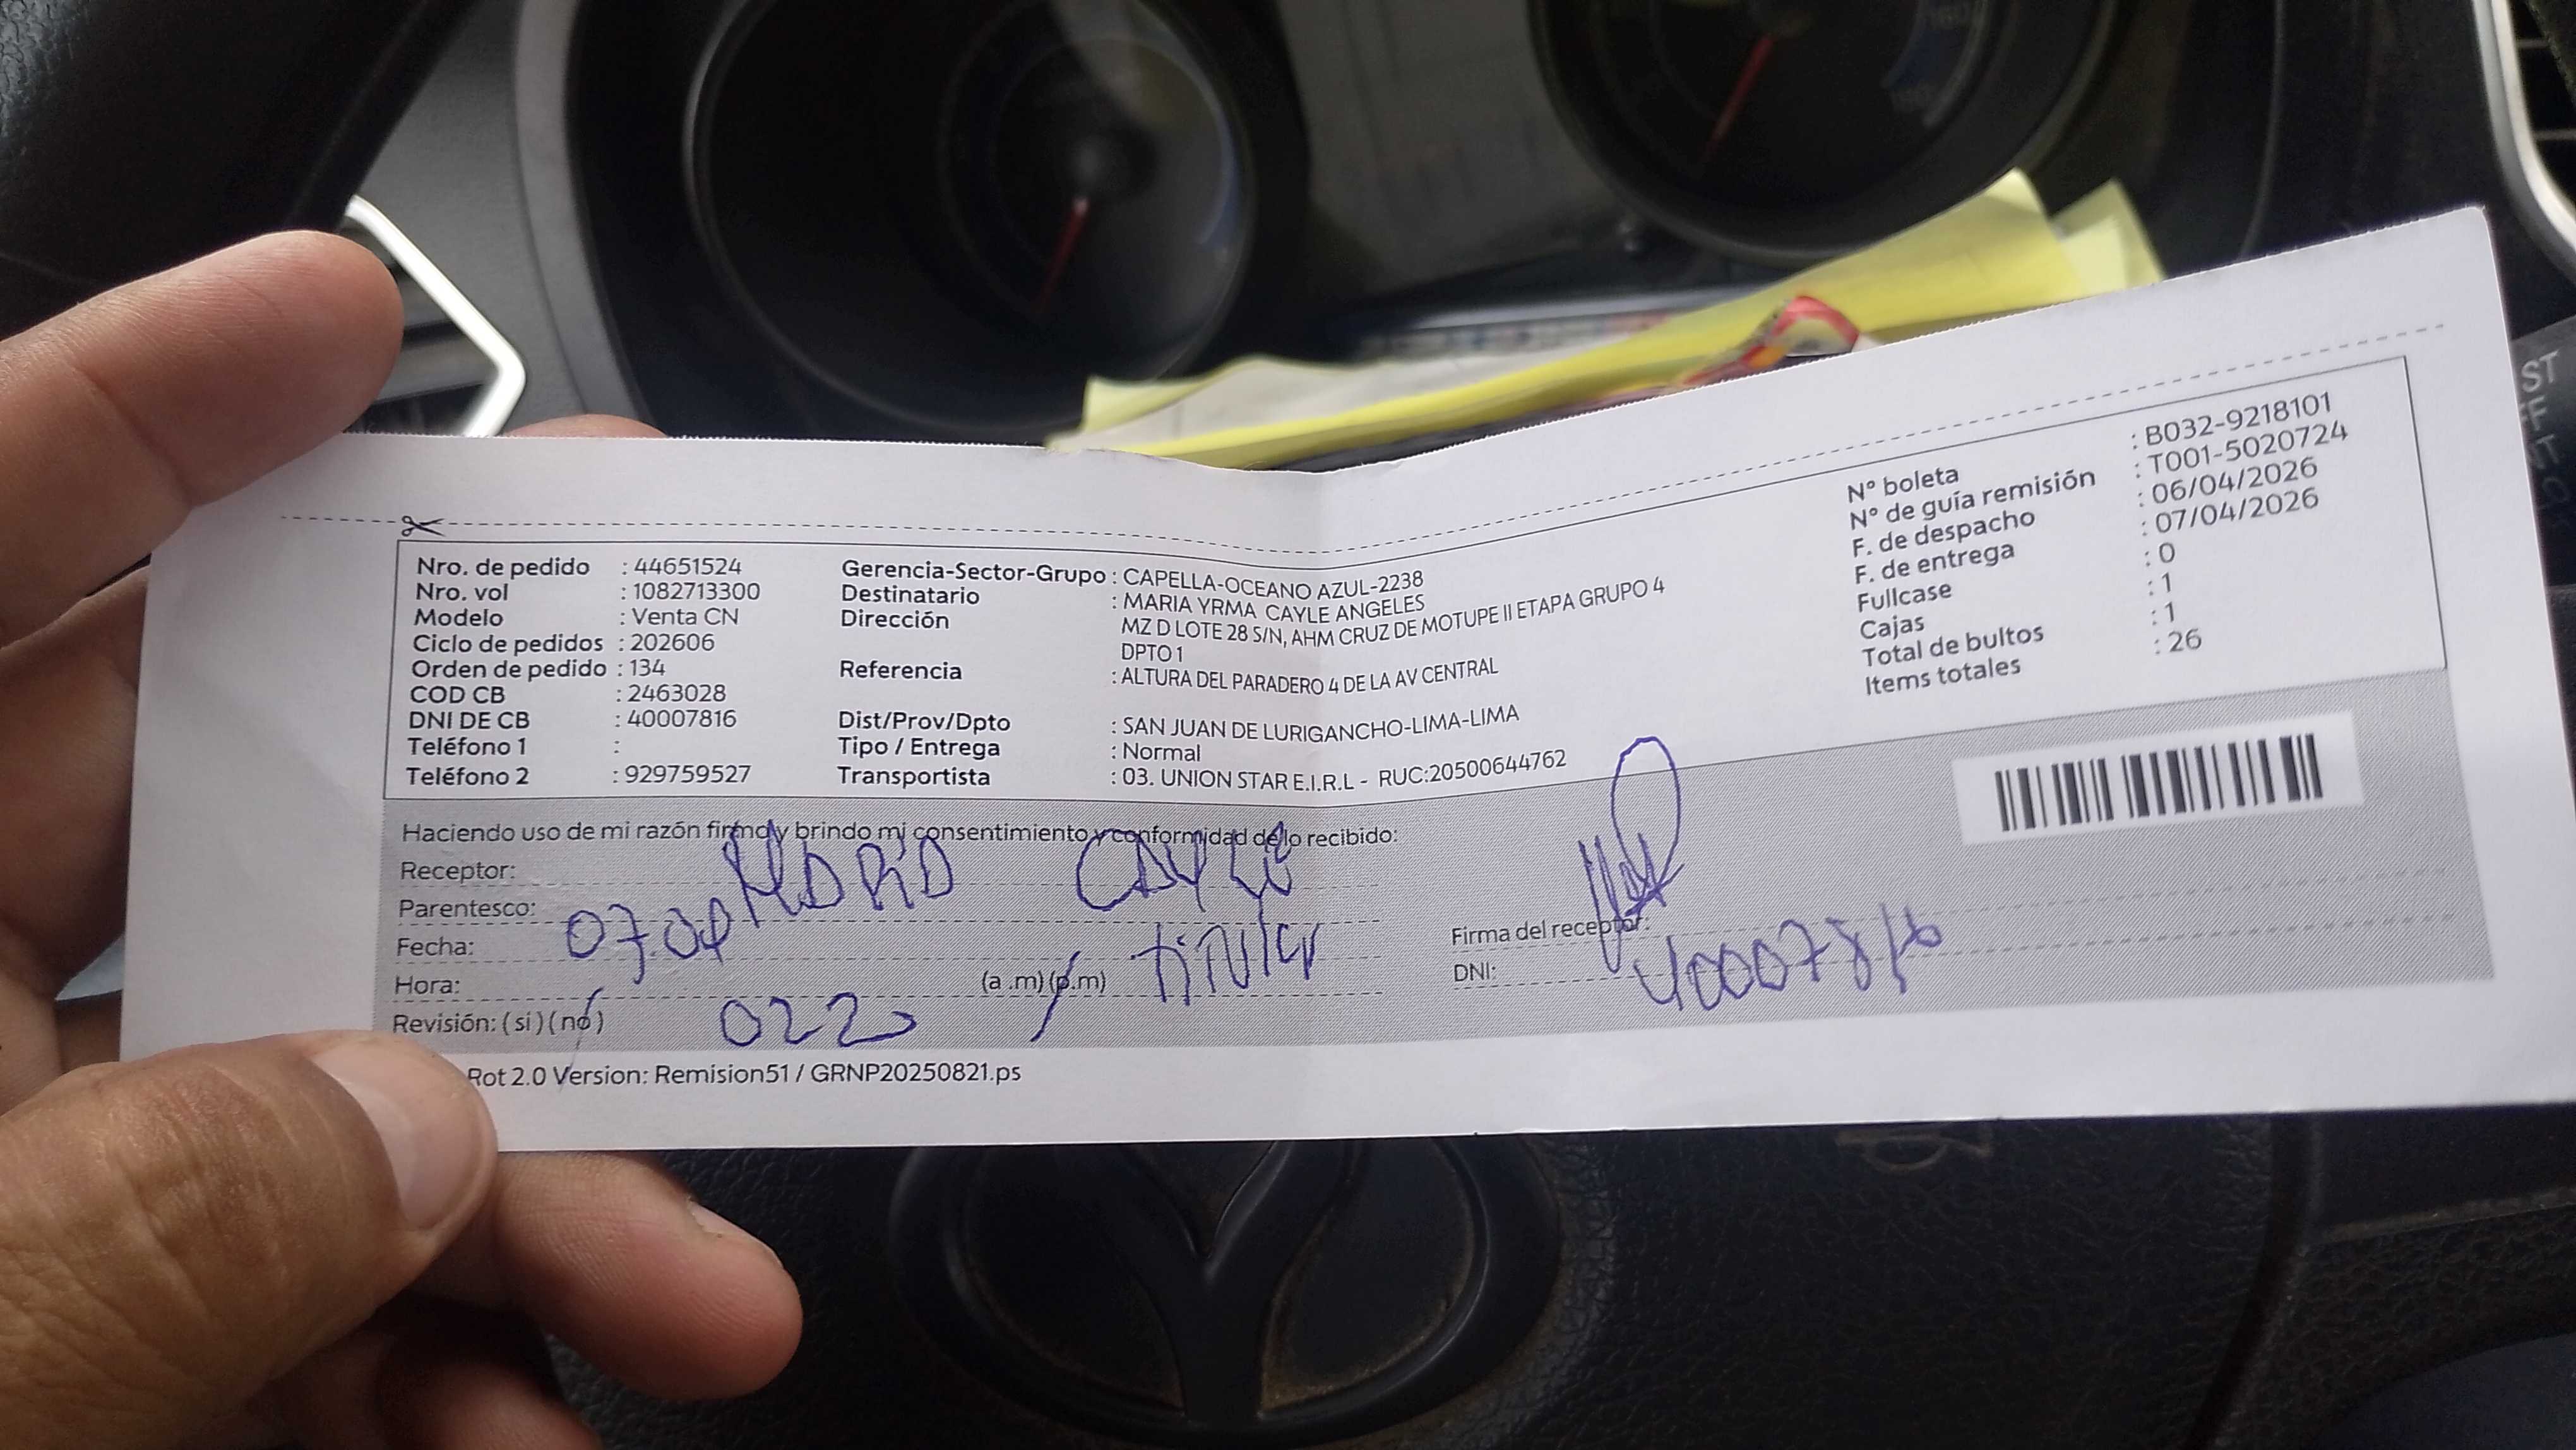 Nro. de pedido : 44651524
Nro. vol : 1082713300
Modelo : Venta CN
Ciclo de pedidos : 202606
Orden de pedido : 134
COD CB : 2463028
DNI DE CB : 40007816
Teléfono 1 :
Teléfono 2 : 929759527
Gerencia-Sector-Grupo : CAPELLA-OCEANO AZUL-2238
Destinatario : MARIA YRMA CAYLE ANGELES
Dirección MZ D LOTE 28 S/N, AHM CRUZ DE MOTUPE II ETAPA GRUPO 4
DPTO 1
Referencia : ALTURA DEL PARADERO 4 DE LA AV CENTRAL
Dist/Prov/Dpto : SAN JUAN DE LURIGANCHO-LIMA-LIMA
Tipo / Entrega : Normal
Transportista : 03. UNION STAR E.I.R.L - RUC:20500644762
Nº boleta : B032-9218101
Nº de guía remisión : T001-5020724
F. de despacho : 06/04/2026
F. de entrega : 07/04/2026
Fullcase : 0
Cajas : 1
Total de bultos : 1
Items totales : 26
Haciendo uso de mi razón firmo y brindo mi consentimiento y conformidad de lo recibido:
Receptor: CAYLE
Parentesco:
Fecha: 07.04
Hora: (a .m) (p.m) Titular
Revisión: ( si ) ( no ) 022
Firma del receptor:
DNI: 40007816
Rot 2.0 Version: Remision51 / GRNP20250821.ps
ST